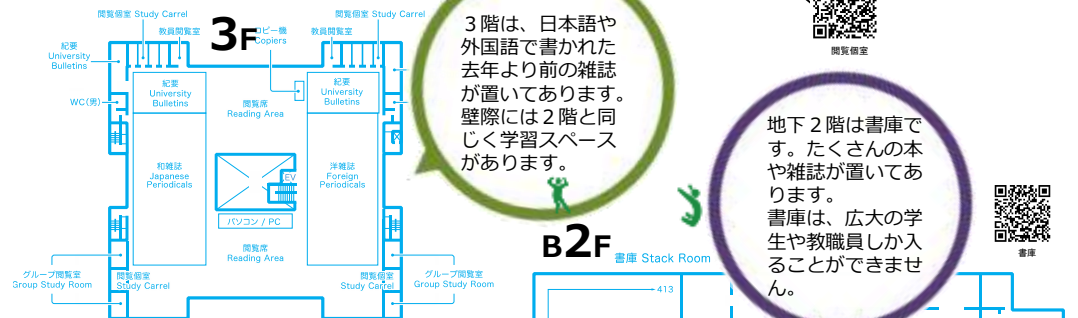 3F
閲覧個室 Study Carrel
教員閲覧室
コピー機
Copiers
閲覧個室 Study Carrel
教員閲覧室
紀要
University
Bulletins
紀要
University
Bulletins
紀要
University
Bulletins
WC(男)
閲覧席
Reading Area
和雑誌
Japanese
Periodicals
EV
洋雑誌
Foreign
Periodicals
パソコン / PC
閲覧席
Reading Area
グループ閲覧室
Group Study Room
閲覧個室
Study Carrel
閲覧個室
Study Carrel
グループ閲覧室
Group Study Room
3階は、日本語や
外国語で書かれた
去年より前の雑誌
が置いてあります。
壁際には2階と同
じく学習スペース
があります。
閲覧個室
B2F
書庫 Stack Room
413
地下2階は書庫で
す。たくさんの本
や雑誌が置いてあ
ります。
書庫は、広大の学
生や教職員しか入
ることができませ
ん。
書庫